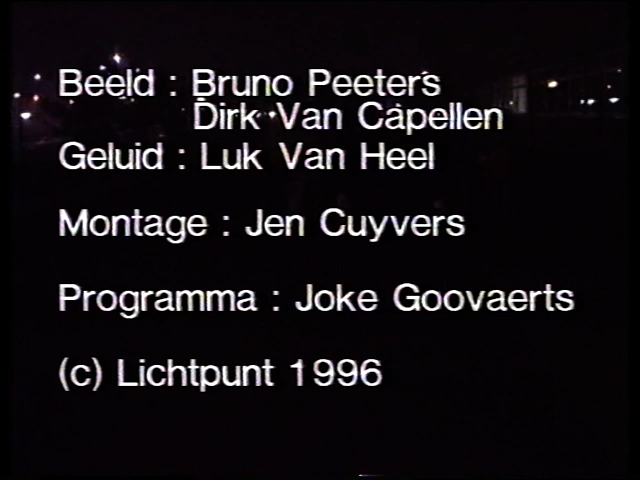 Beeld : Bruno Peeters
Dirk Van Capellen
Geluid : Luk Van Heel
Montage : Jen Cuyvers
Programma : Joke Goovaerts
(c) Lichtpunt 1996